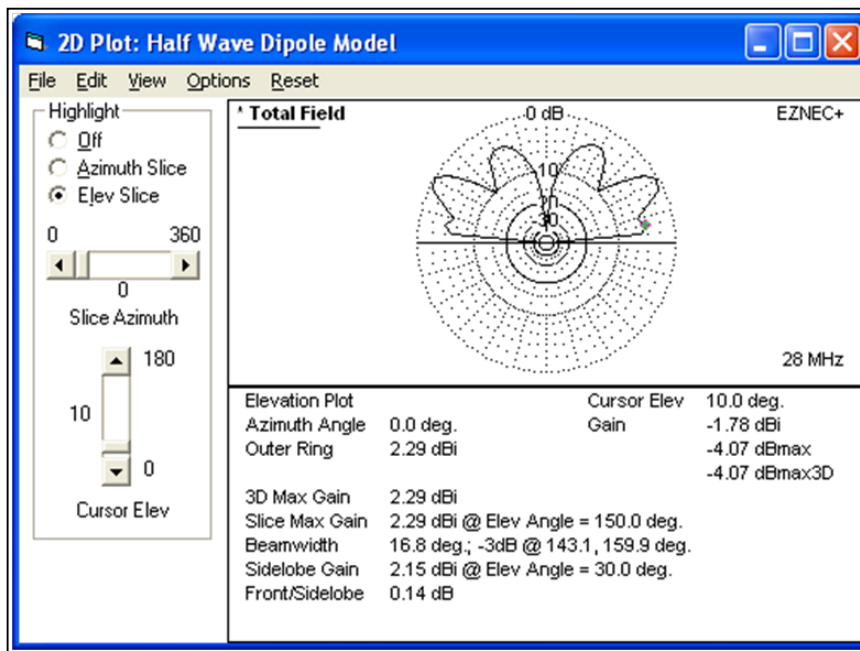 2D Plot: Half Wave Dipole Model
File Edit View Options Reset
Highlight
Off
Azimuth Slice
Elev Slice
0 360
0
Slice Azimuth
180
10
0
Cursor Elev
* Total Field
0 dB
EZNEC+
10
20
30
28 MHz
Elevation Plot Cursor Elev 10.0 deg.
Azimuth Angle 0.0 deg. Gain -1.78 dBi
Outer Ring 2.29 dBi -4.07 dBmax
-4.07 dBmax3D
3D Max Gain 2.29 dBi
Slice Max Gain 2.29 dBi @ Elev Angle = 150.0 deg.
Beamwidth 16.8 deg.; -3dB @ 143.1, 159.9 deg.
Sidelobe Gain 2.15 dBi @ Elev Angle = 30.0 deg.
Front/Sidelobe 0.14 dB